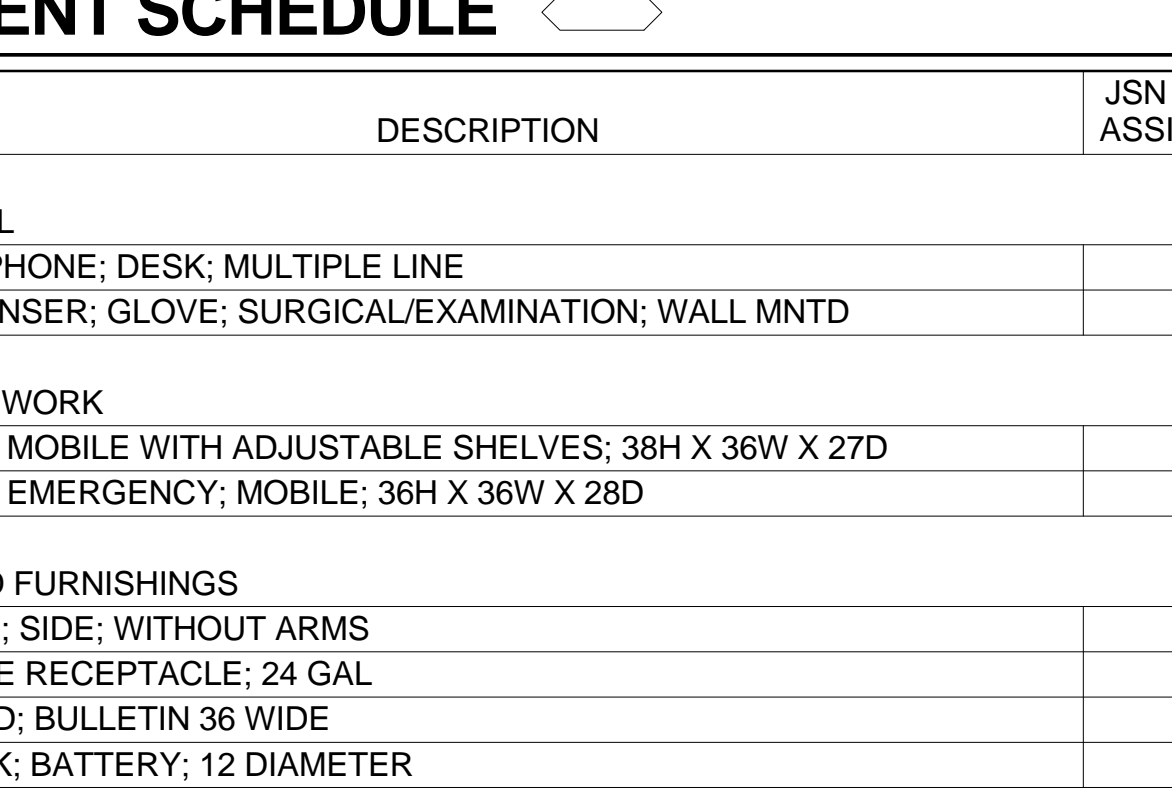 ENT SCHEDULE
DESCRIPTION
JSN
ASSI
L
PHONE; DESK; MULTIPLE LINE
NSER; GLOVE; SURGICAL/EXAMINATION; WALL MNTD
WORK
MOBILE WITH ADJUSTABLE SHELVES; 38H X 36W X 27D
EMERGENCY; MOBILE; 36H X 36W X 28D
D FURNISHINGS
; SIDE; WITHOUT ARMS
E RECEPTACLE; 24 GAL
D; BULLETIN 36 WIDE
K; BATTERY; 12 DIAMETER